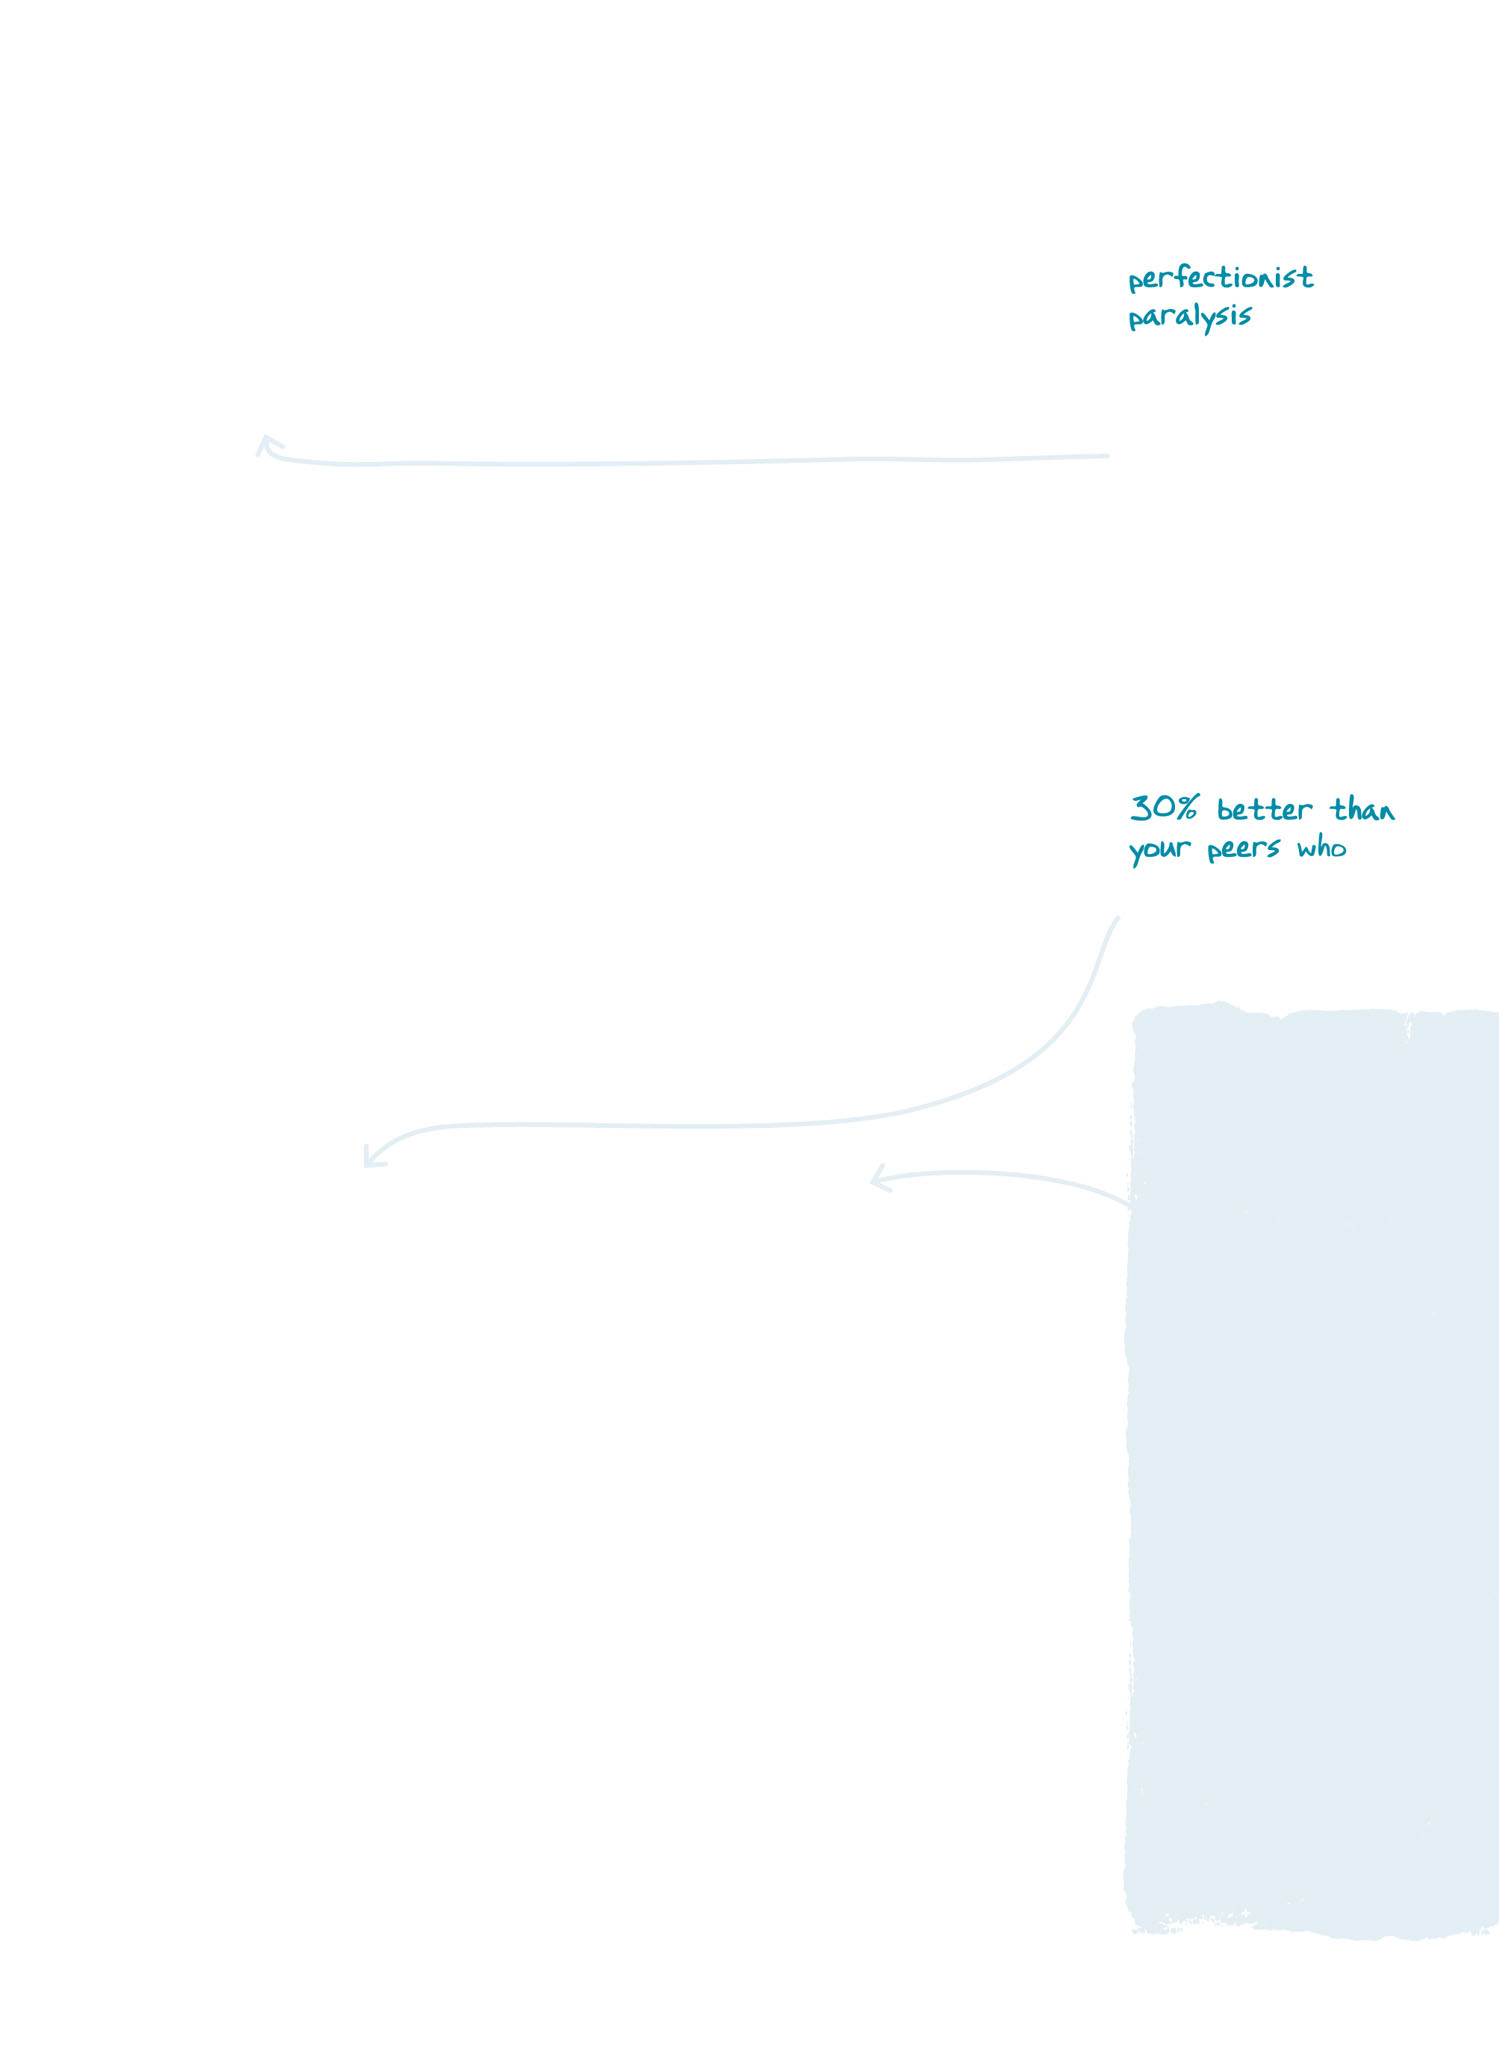 perfectionist
paralysis
30% better than
your peers who